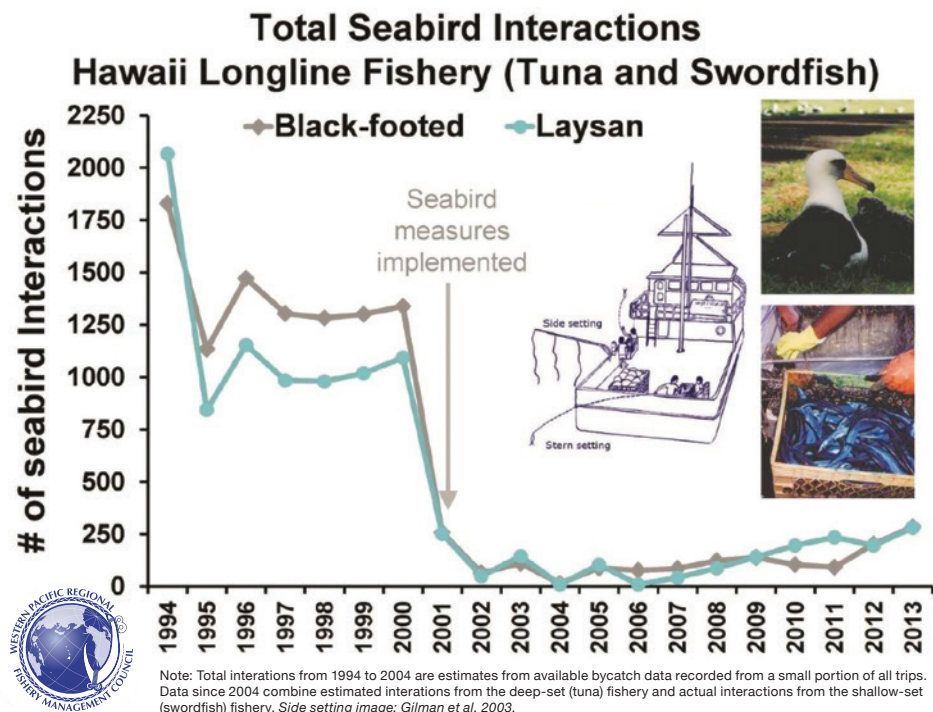 Total Seabird Interactions
Hawaii Longline Fishery (Tuna and Swordfish)
# of seabird Interactions
2250
2000
1750
1500
1250
1000
750
500
250
0
Black-footed
Laysan
Seabird
measures
implemented
Side setting
Stern setting
1994
1995
1996
1997
1998
1999
2000
2001
2002
2003
2004
2005
2006
2007
2008
2009
2010
2011
2012
2013
WESTERN PACIFIC REGIONAL
FISHERY MANAGEMENT COUNCIL
Note: Total interations from 1994 to 2004 are estimates from available bycatch data recorded from a small portion of all trips.
Data since 2004 combine estimated interations from the deep-set (tuna) fishery and actual interactions from the shallow-set
(swordfish) fishery. Side setting image: Gilman et al. 2003.